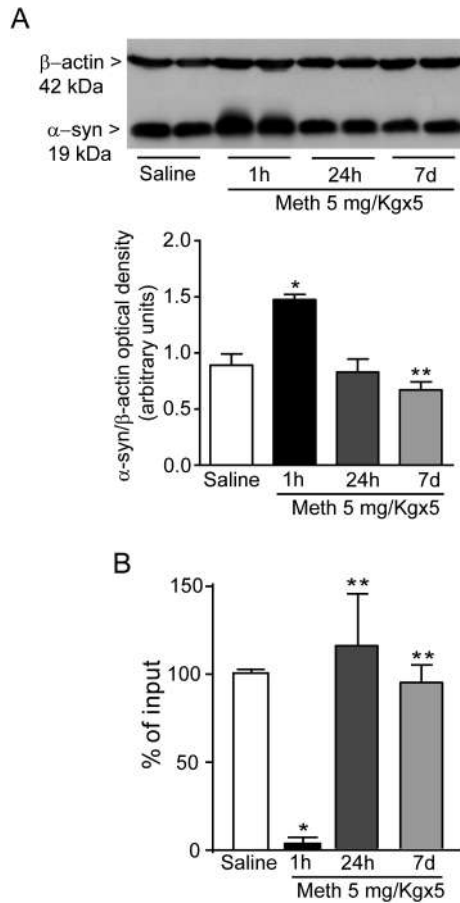 A
β-actin >
42 kDa
α-syn >
19 kDa
Saline 1h 24h 7d
Meth 5 mg/Kgx5
α-syn/β-actin optical density
(arbitrary units)
2.0
1.5
1.0
0.5
0.0
*
**
Saline 1h 24h 7d
Meth 5 mg/Kgx5
B
% of input
150
100
50
0
*
**
**
Saline 1h 24h 7d
Meth 5 mg/Kgx5